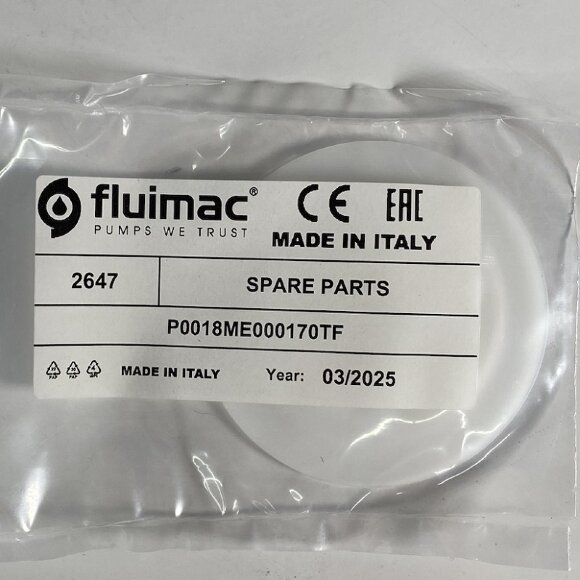 fluimac®
PUMPS WE TRUST
CE EAC
MADE IN ITALY
2647 SPARE PARTS
P0018ME000170TF
MADE IN ITALY Year: 03/2025